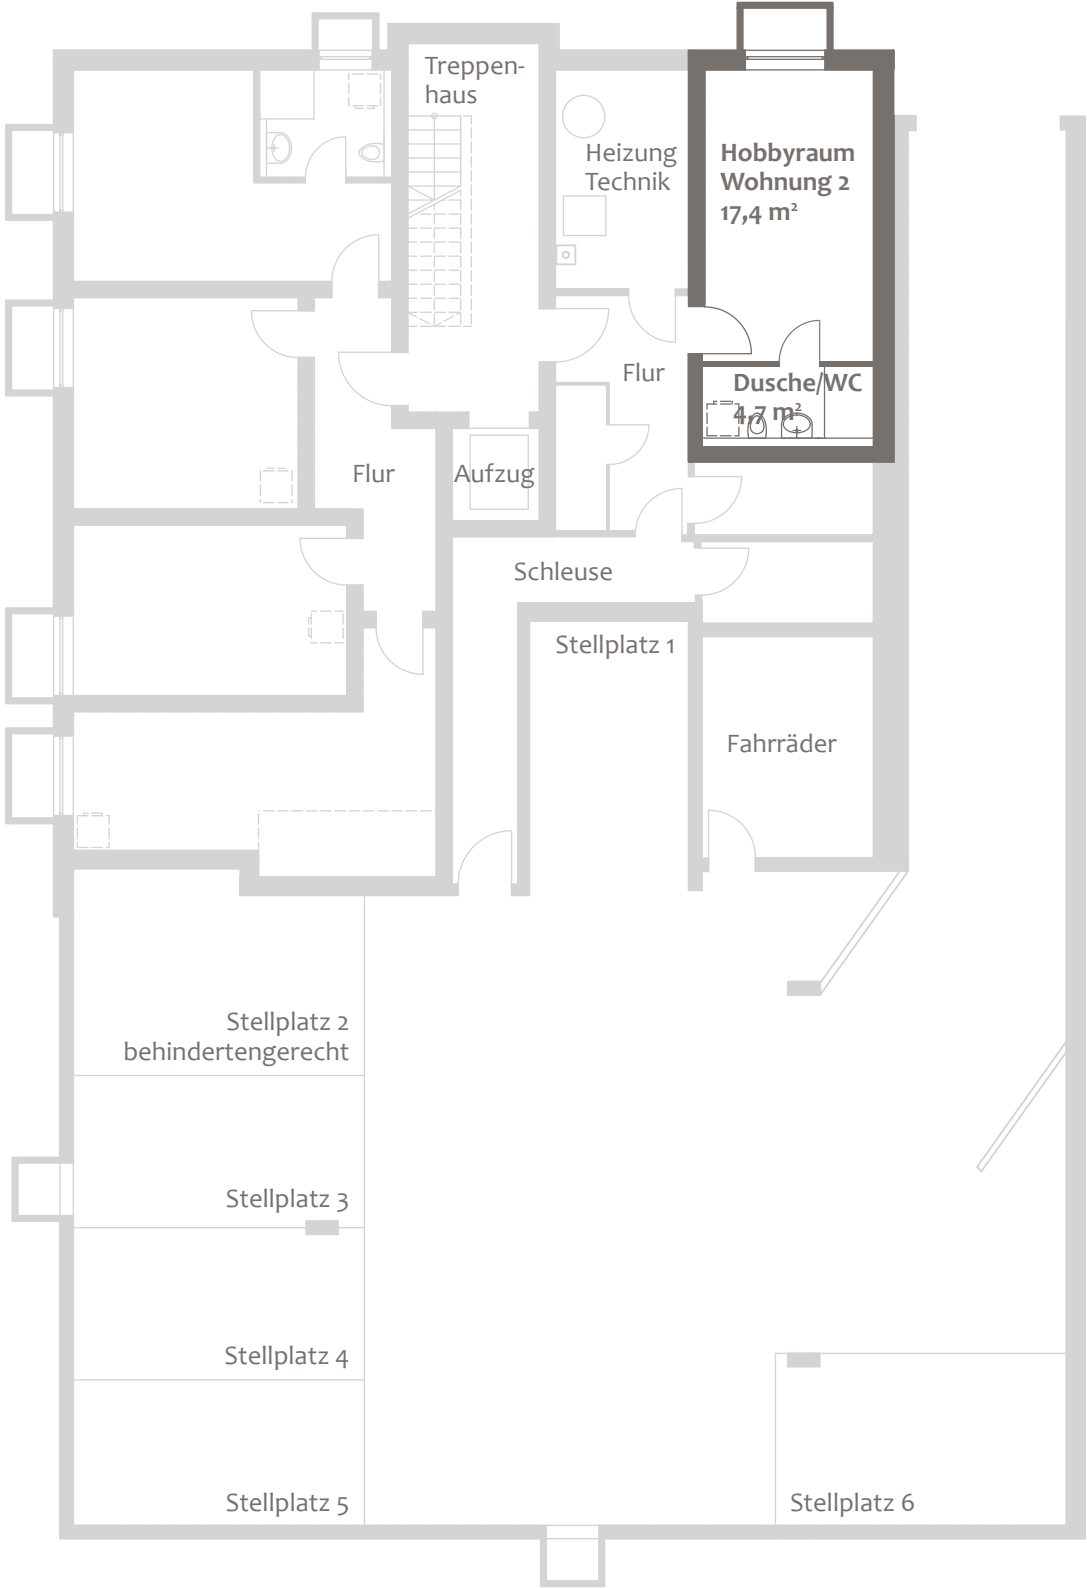 Treppen-
haus
Heizung
Technik
Hobbyraum
Wohnung 2
17,4 m²
Flur
Dusche/WC
4,7 m²
Flur
Aufzug
Schleuse
Stellplatz 1
Fahrräder
Stellplatz 2
behindertengerecht
Stellplatz 3
Stellplatz 4
Stellplatz 5
Stellplatz 6